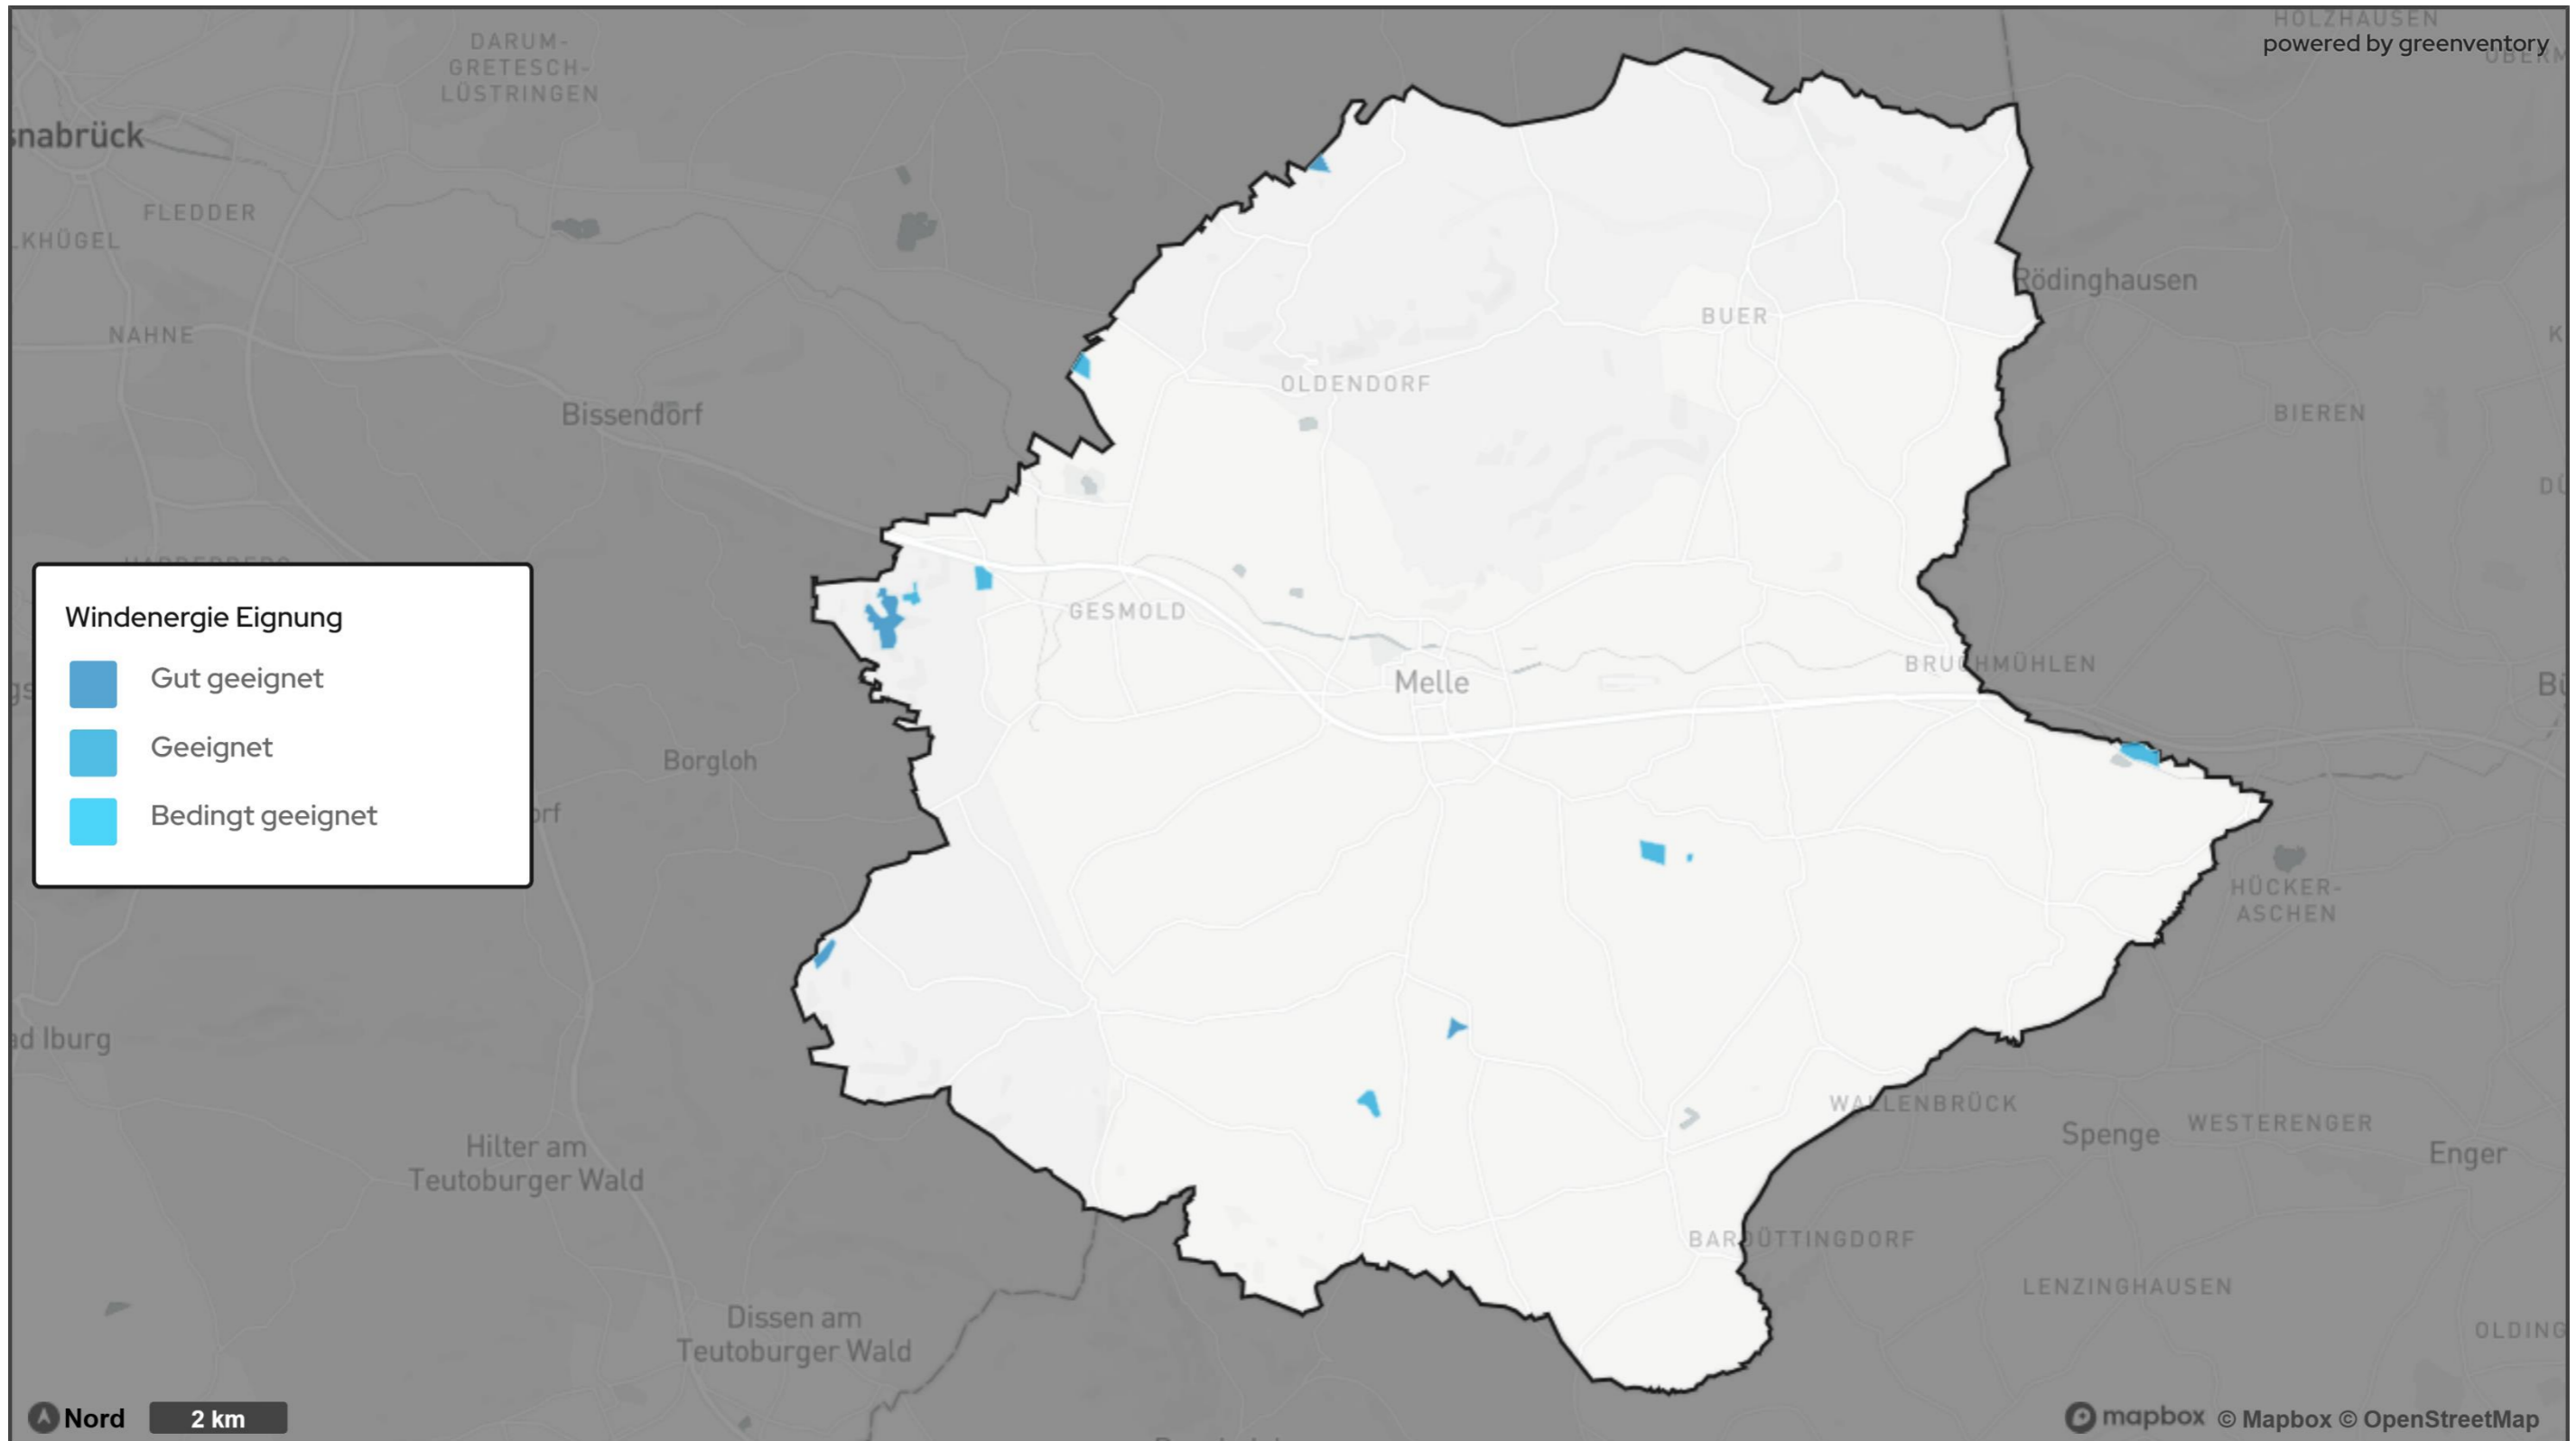 HOLZHAUSEN
powered by greenventory
DARUM-
GRETESCH-
LÜSTRINGEN
snabrück
FLEDDER
LKHÜGEL
NAHNE
Rödinghausen
BUER
OLDENDORF
Bissendorf
BIEREN
Windenergie Eignung
Gut geeignet
Geeignet
Bedingt geeignet
GESMOLD
Melle
BRUCHMÜHLEN
Borgloh
orf
HÜCKER-
ASCHEN
ad Iburg
Hilter am
Teutoburger Wald
WALLENBRÜCK
Spenge
WESTERENGER
Enger
BARDÜTTINGDORF
LENZINGHAUSEN
Dissen am
Teutoburger Wald
OLDING
Nord
2 km
mapbox © Mapbox © OpenStreetMap